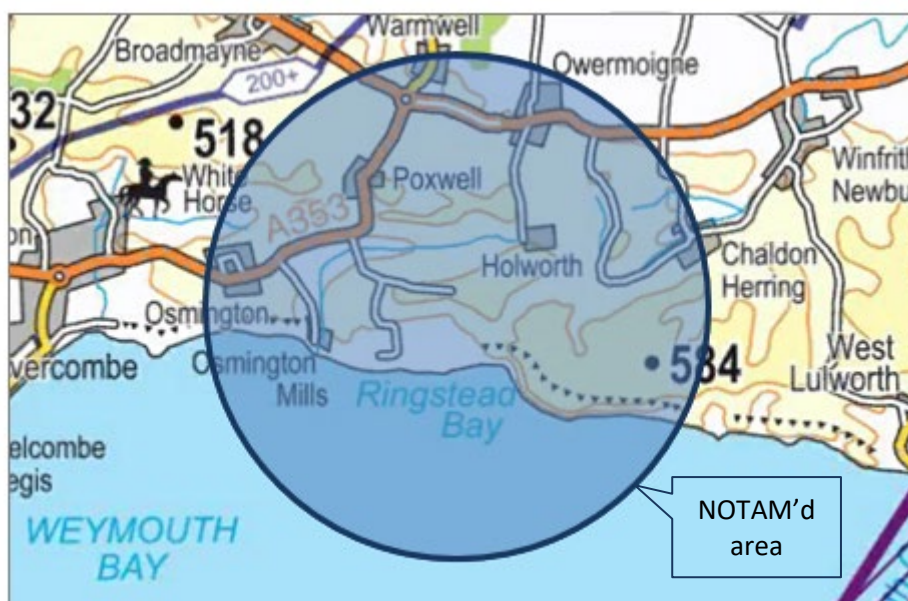 Warmwell
Broadmayne
200+
Owermoigne
32
518
White
Horse
Poxwell
A353
Winfrith
Newbu
on
Holworth
Chaldon
Herring
Osmington
Osmington
Mills
584
West
Lulworth
vercombe
Ringstead
Bay
elcombe
egis
WEYMOUTH
BAY
NOTAM'd
area